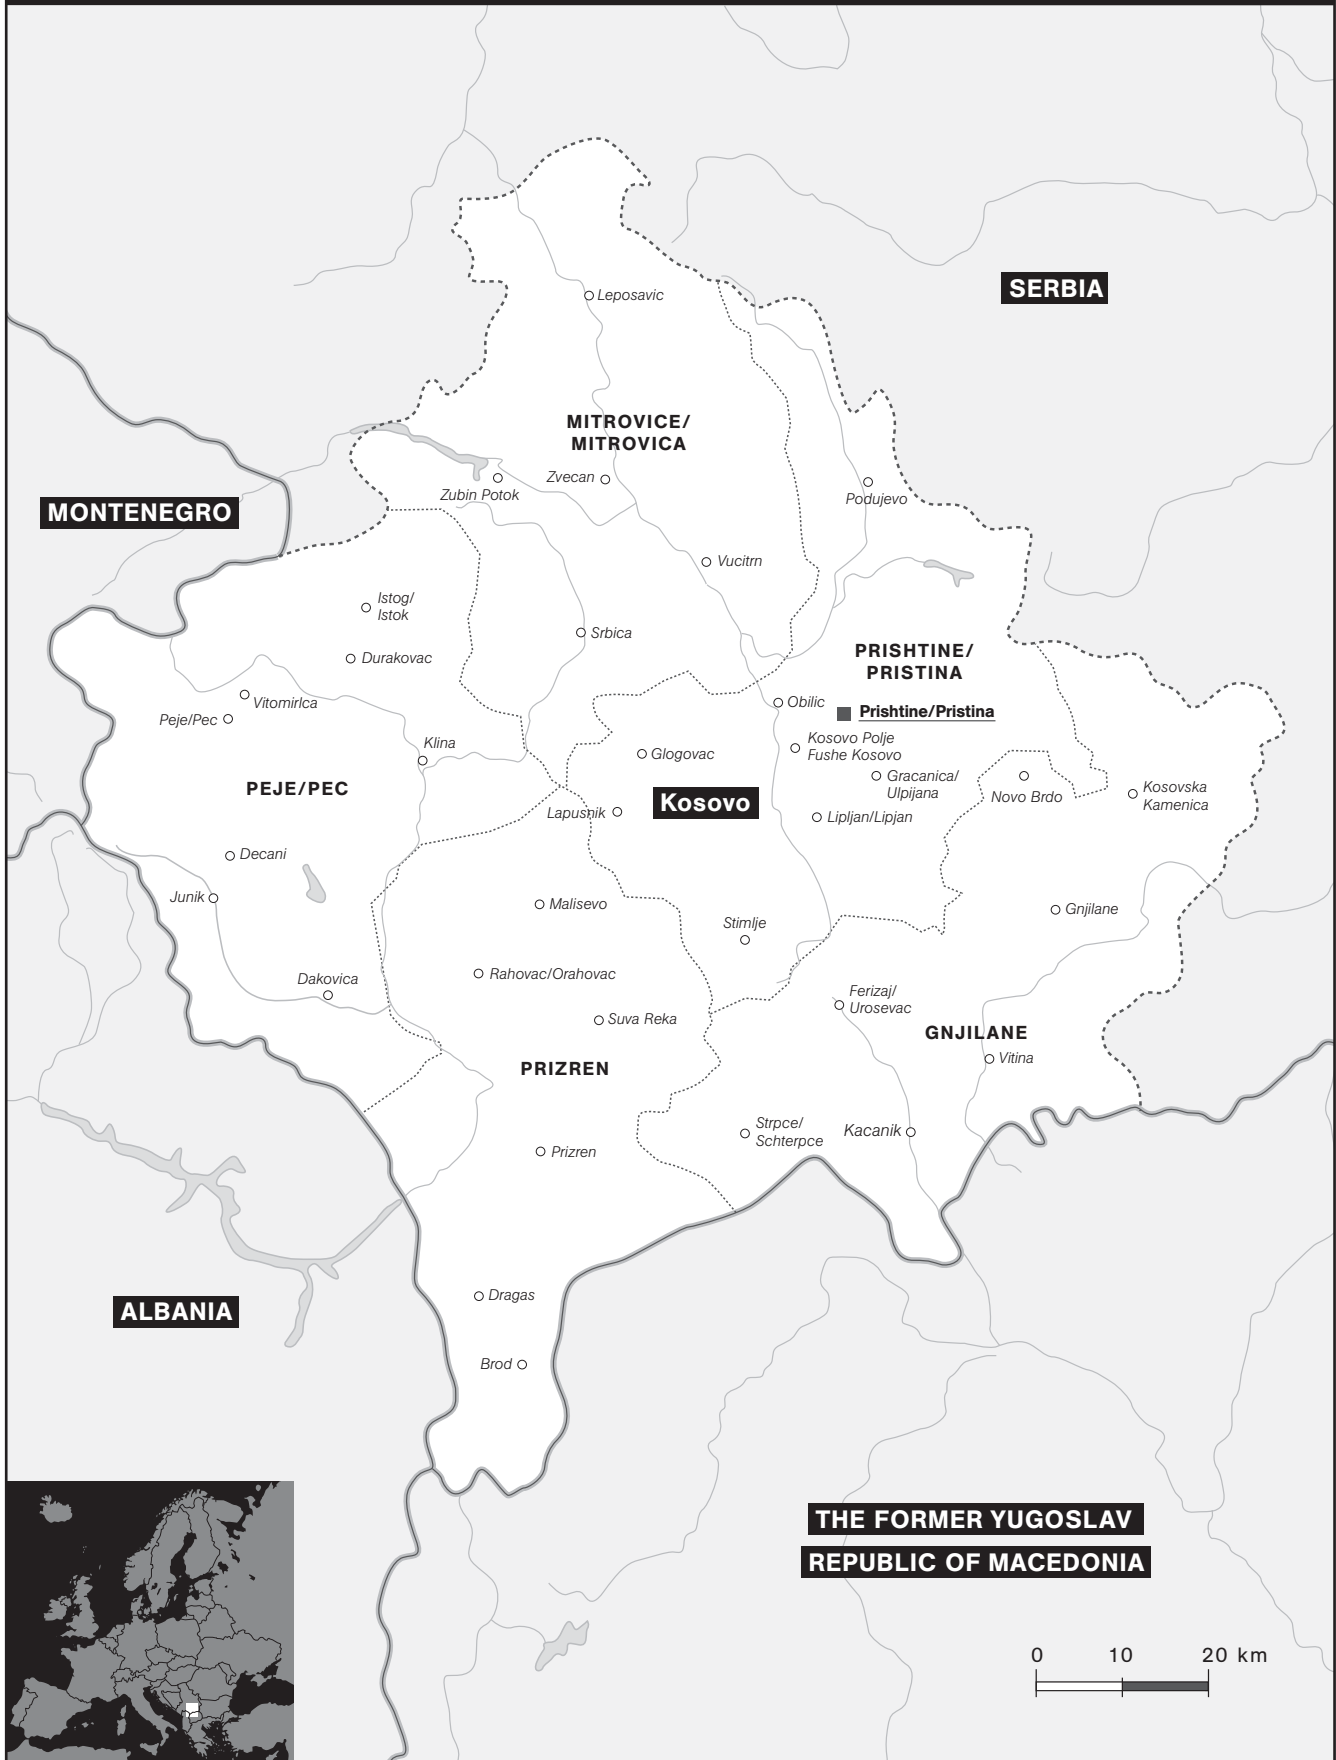 SERBIA
Leposavic
MITROVICE/
MITROVICA
Zvecan
Zubin Potok
Podujevo
MONTENEGRO
Vucitrn
Istog/
Istok
Srbica
Durakovac
PRISHTINE/
PRISTINA
Vitomirlca
Peje/Pec
Obilic
Prishtine/Pristina
Klina
Kosovo Polje
Fushe Kosovo
Glogovac
Gracanica/
Ulpijana
PEJE/PEC
Kosovo
Novo Brdo
Kosovska
Kamenica
Lapusnik
Lipljan/Lipjan
Decani
Junik
Malisevo
Gnjilane
Stimlje
Dakovica
Rahovac/Orahovac
Ferizaj/
Urosevac
Suva Reka
GNJILANE
Vitina
PRIZREN
Strpce/
Schterpce
Kacanik
Prizren
Dragas
ALBANIA
Brod
THE FORMER YUGOSLAV
REPUBLIC OF MACEDONIA
0 10 20 km